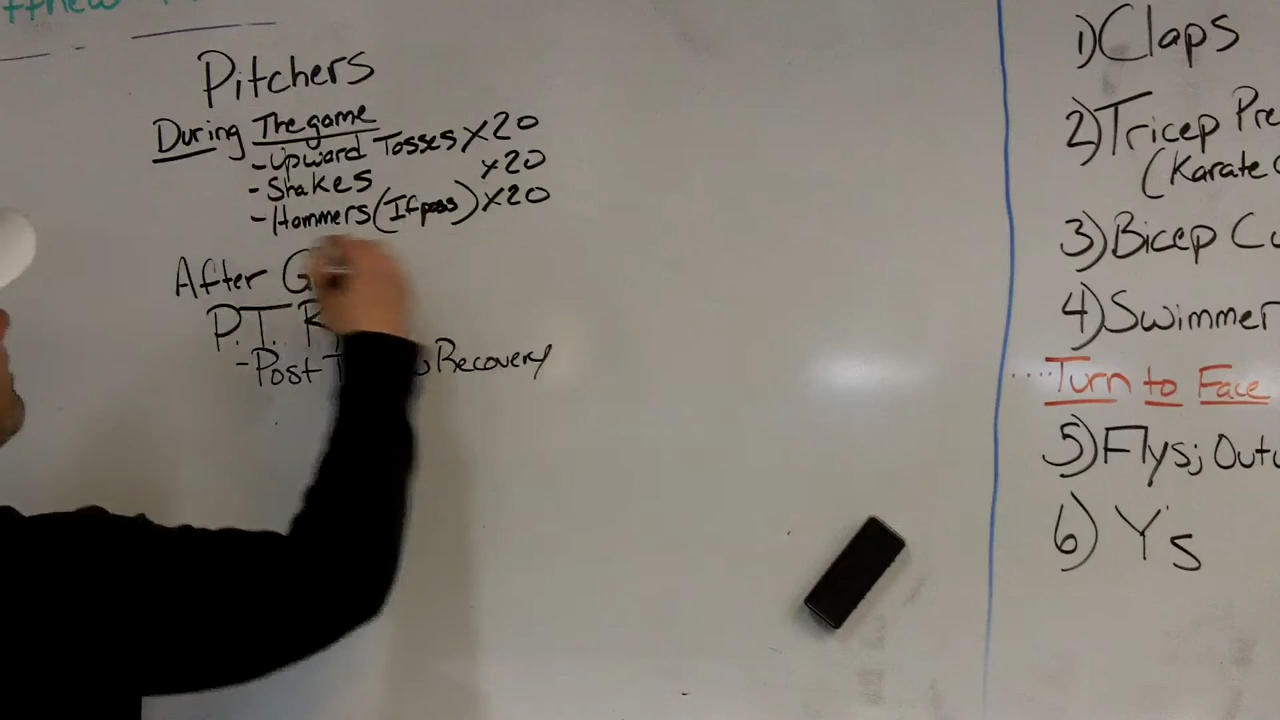 Pitchers
During The game
- Upward Tosses x20
- Shakes x20
- Hammers (If poss) x20
After
P.T.
- Post Recovery
1) Claps
2) Tricep
(Karate
3) Bicep
4) Swimmer
.... Turn to Face
5) Flys;
6) Y's